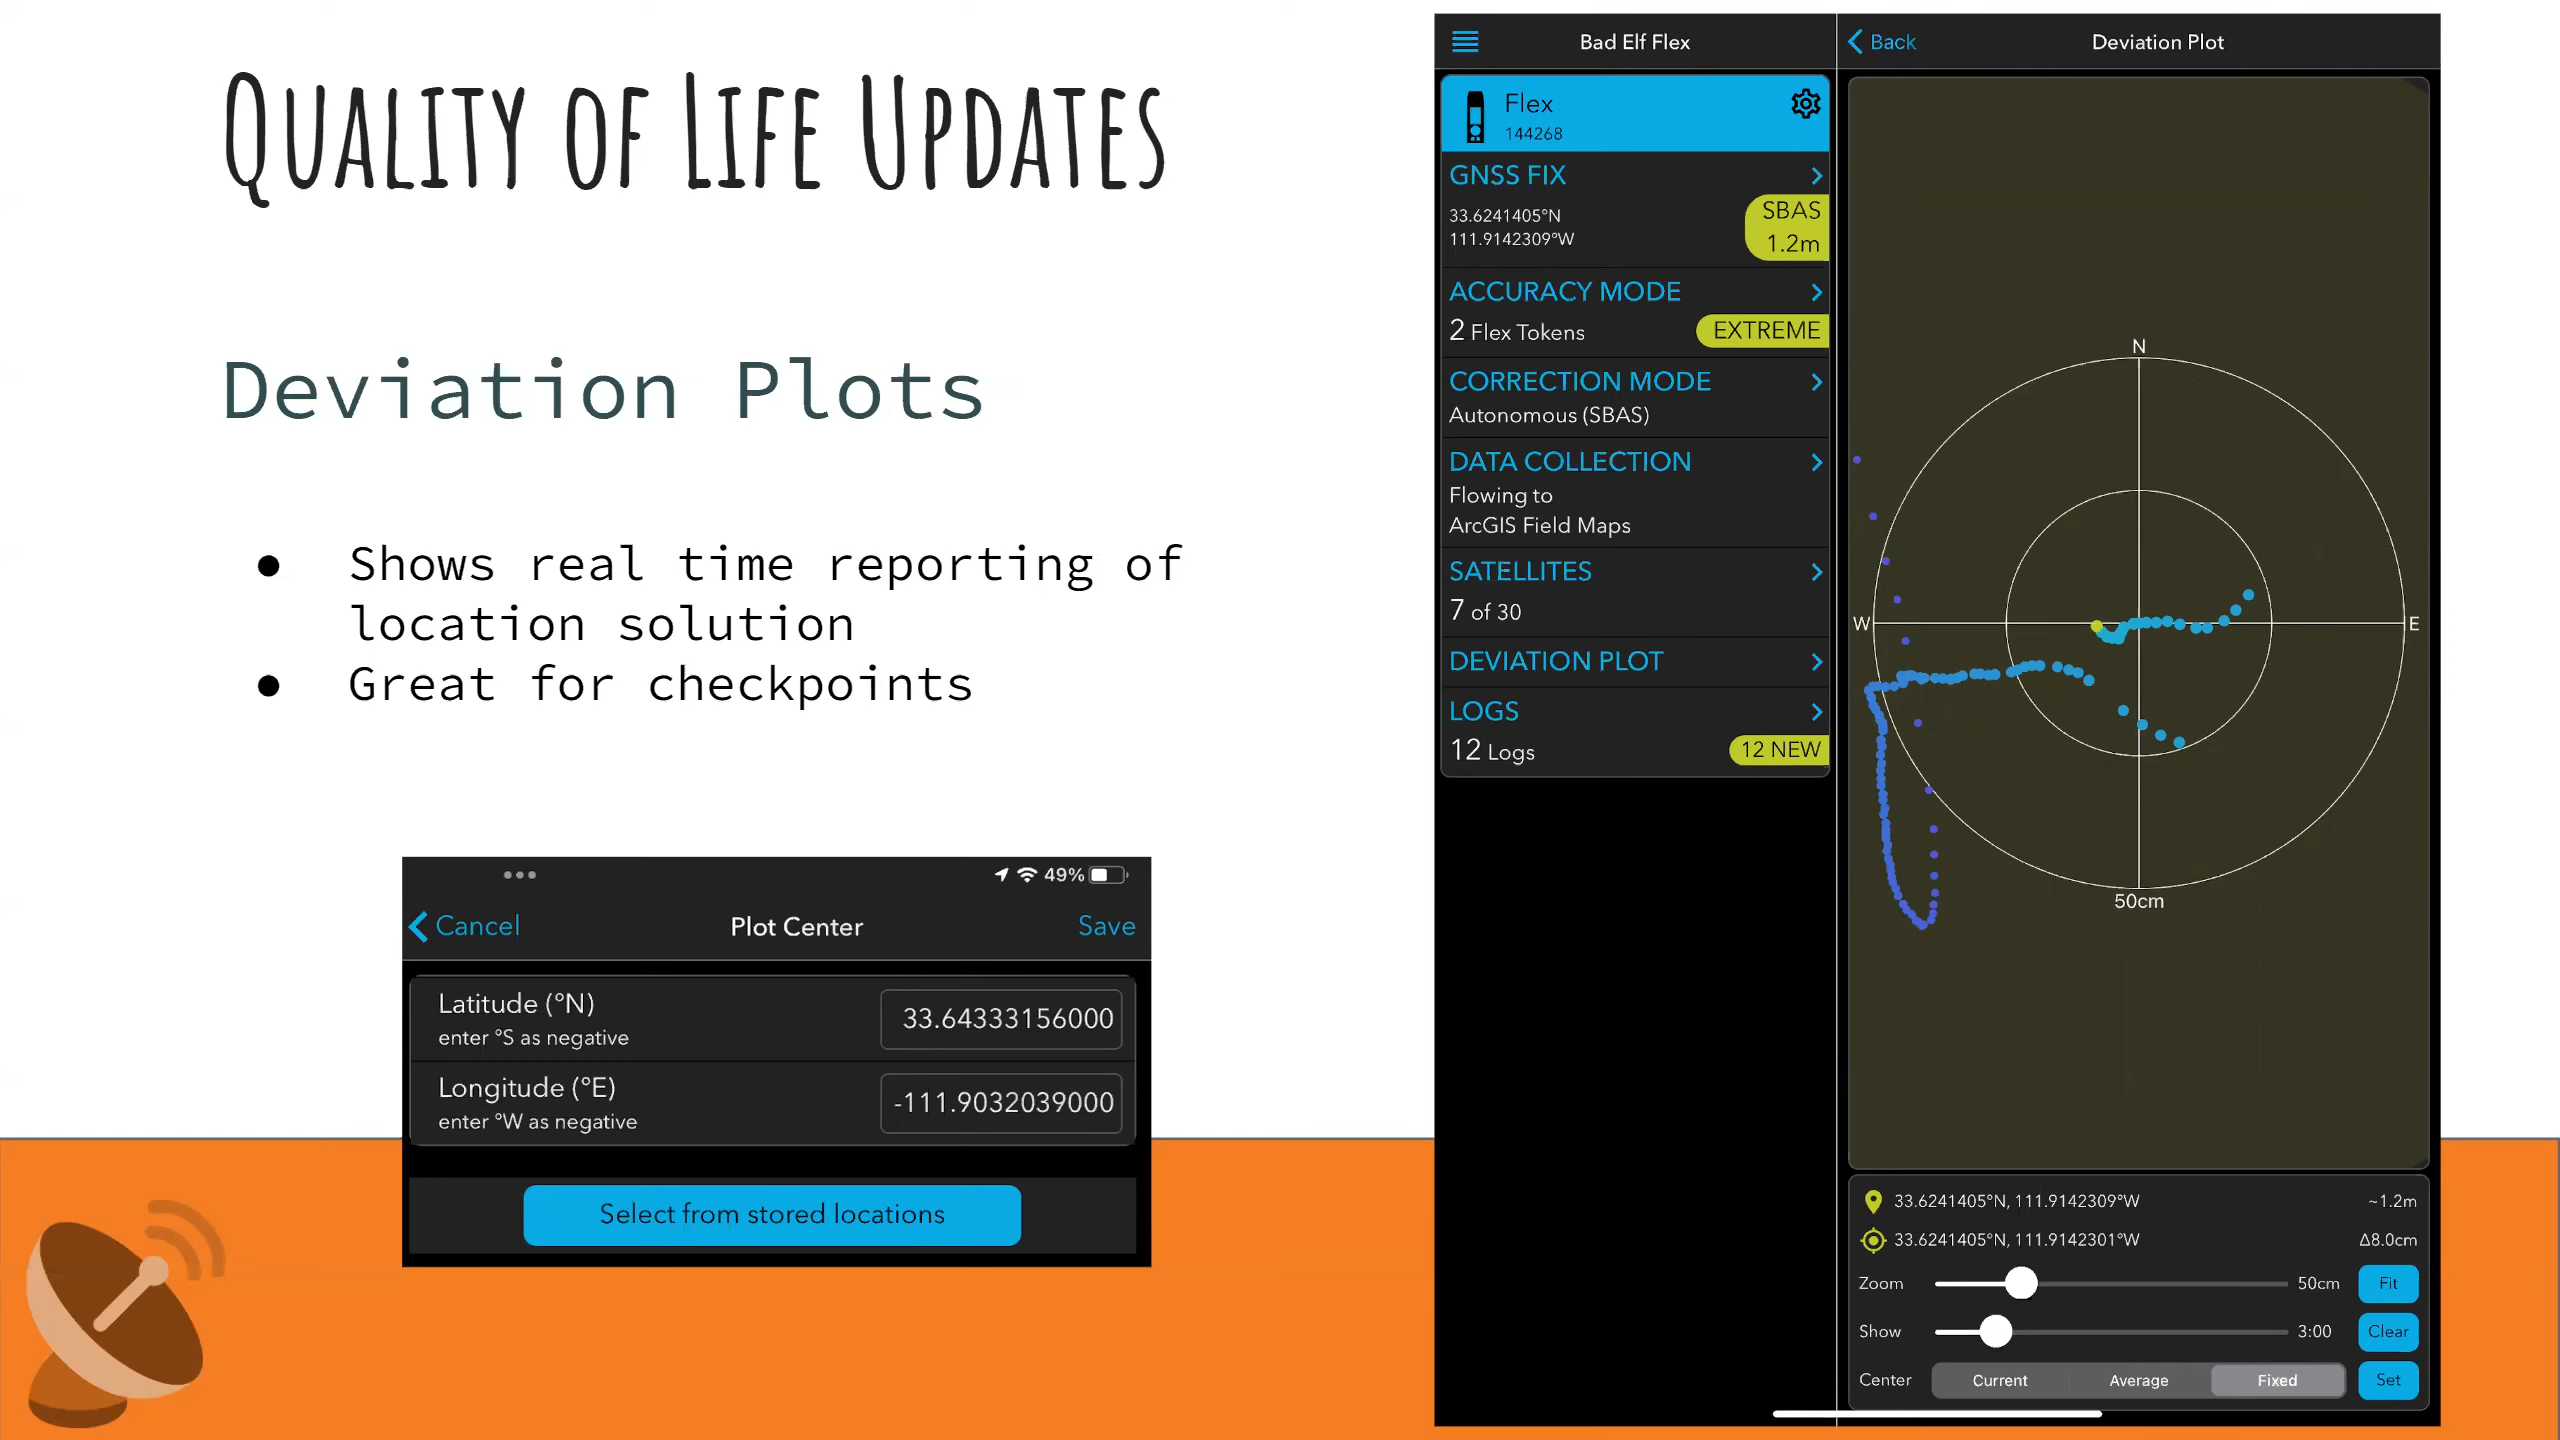 Quality of Life Updates
Deviation Plots
● Shows real time reporting of
location solution
● Great for checkpoints
49%
Cancel
Plot Center
Save
Latitude (°N)
enter °S as negative
33.64333156000
Longitude (°E)
enter °W as negative
-111.9032039000
Select from stored locations
Bad Elf Flex
Flex
144268
GNSS FIX
33.6241405°N
111.9142309°W
SBAS
1.2m
ACCURACY MODE
2 Flex Tokens
EXTREME
CORRECTION MODE
Autonomous (SBAS)
DATA COLLECTION
Flowing to
ArcGIS Field Maps
SATELLITES
7 of 30
DEVIATION PLOT
LOGS
12 Logs
12 NEW
Back
Deviation Plot
N
W
E
50cm
33.6241405°N, 111.9142309°W
~1.2m
33.6241405°N, 111.9142301°W
Δ8.0cm
Zoom
50cm
Fit
Show
3:00
Clear
Center
Current
Average
Fixed
Set